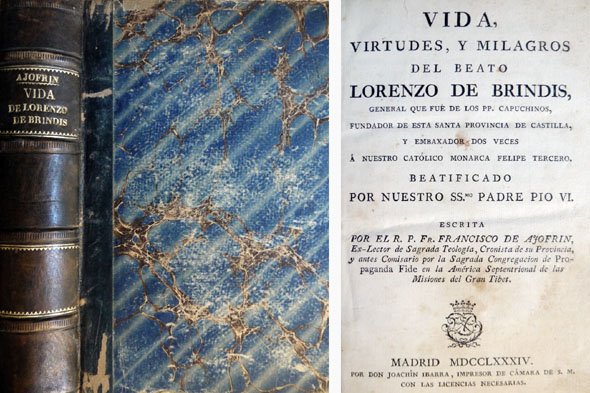 AJOFRIN
VIDA
DE LORENZO
DE BRINDIS
VIDA,
VIRTUDES, Y MILAGROS
DEL BEATO
LORENZO DE BRINDIS,
GENERAL QUE FUÉ DE LOS PP. CAPUCHINOS,
FUNDADOR DE ESTA SANTA PROVINCIA DE CASTILLA,
Y EMBAXADOR DOS VECES
Á NUESTRO CATÓLICO MONARCA FELIPE TERCERO.
BEATIFICADO
POR NUESTRO SS.MO PADRE PIO VI.
ESCRITA
POR EL R. P. FR. FRANCISCO DE AJOFRIN,
Ex-Lector de Sagrada Teología, Cronista de su Provincia,
y antes Comisario por la Sagrada Congregacion de Pro-
paganda Fide en la América Septentrional de las
Misiones del Gran Tibet.
MADRID MDCCLXXXIV.
POR DON JOACHÎN IBARRA, IMPRESOR DE CÁMARA DE S. M.
CON LAS LICENCIAS NECESARIAS.